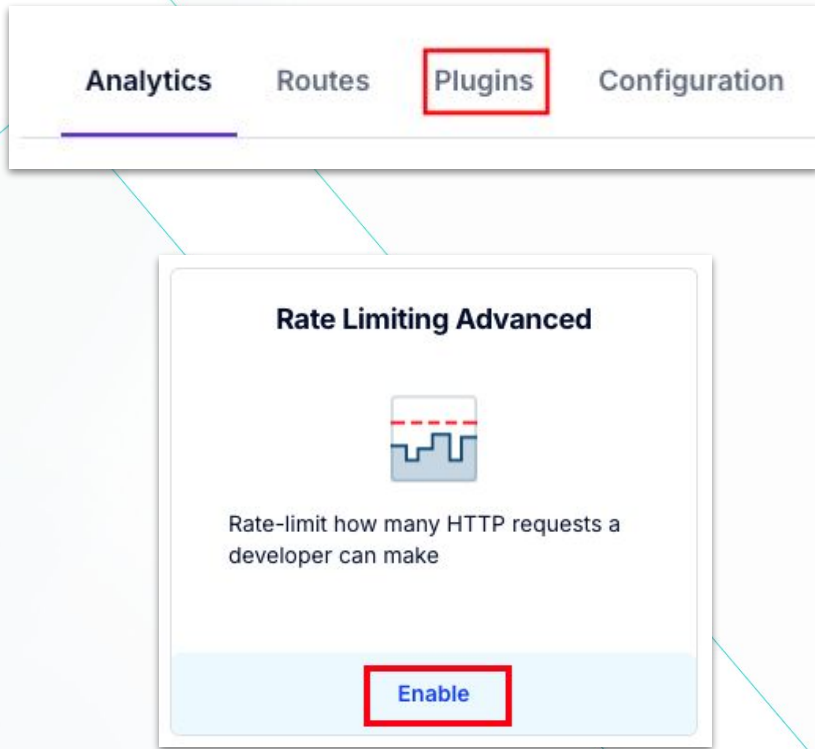 Analytics Routes Plugins Configuration
Rate Limiting Advanced
Rate-limit how many HTTP requests a
developer can make
Enable